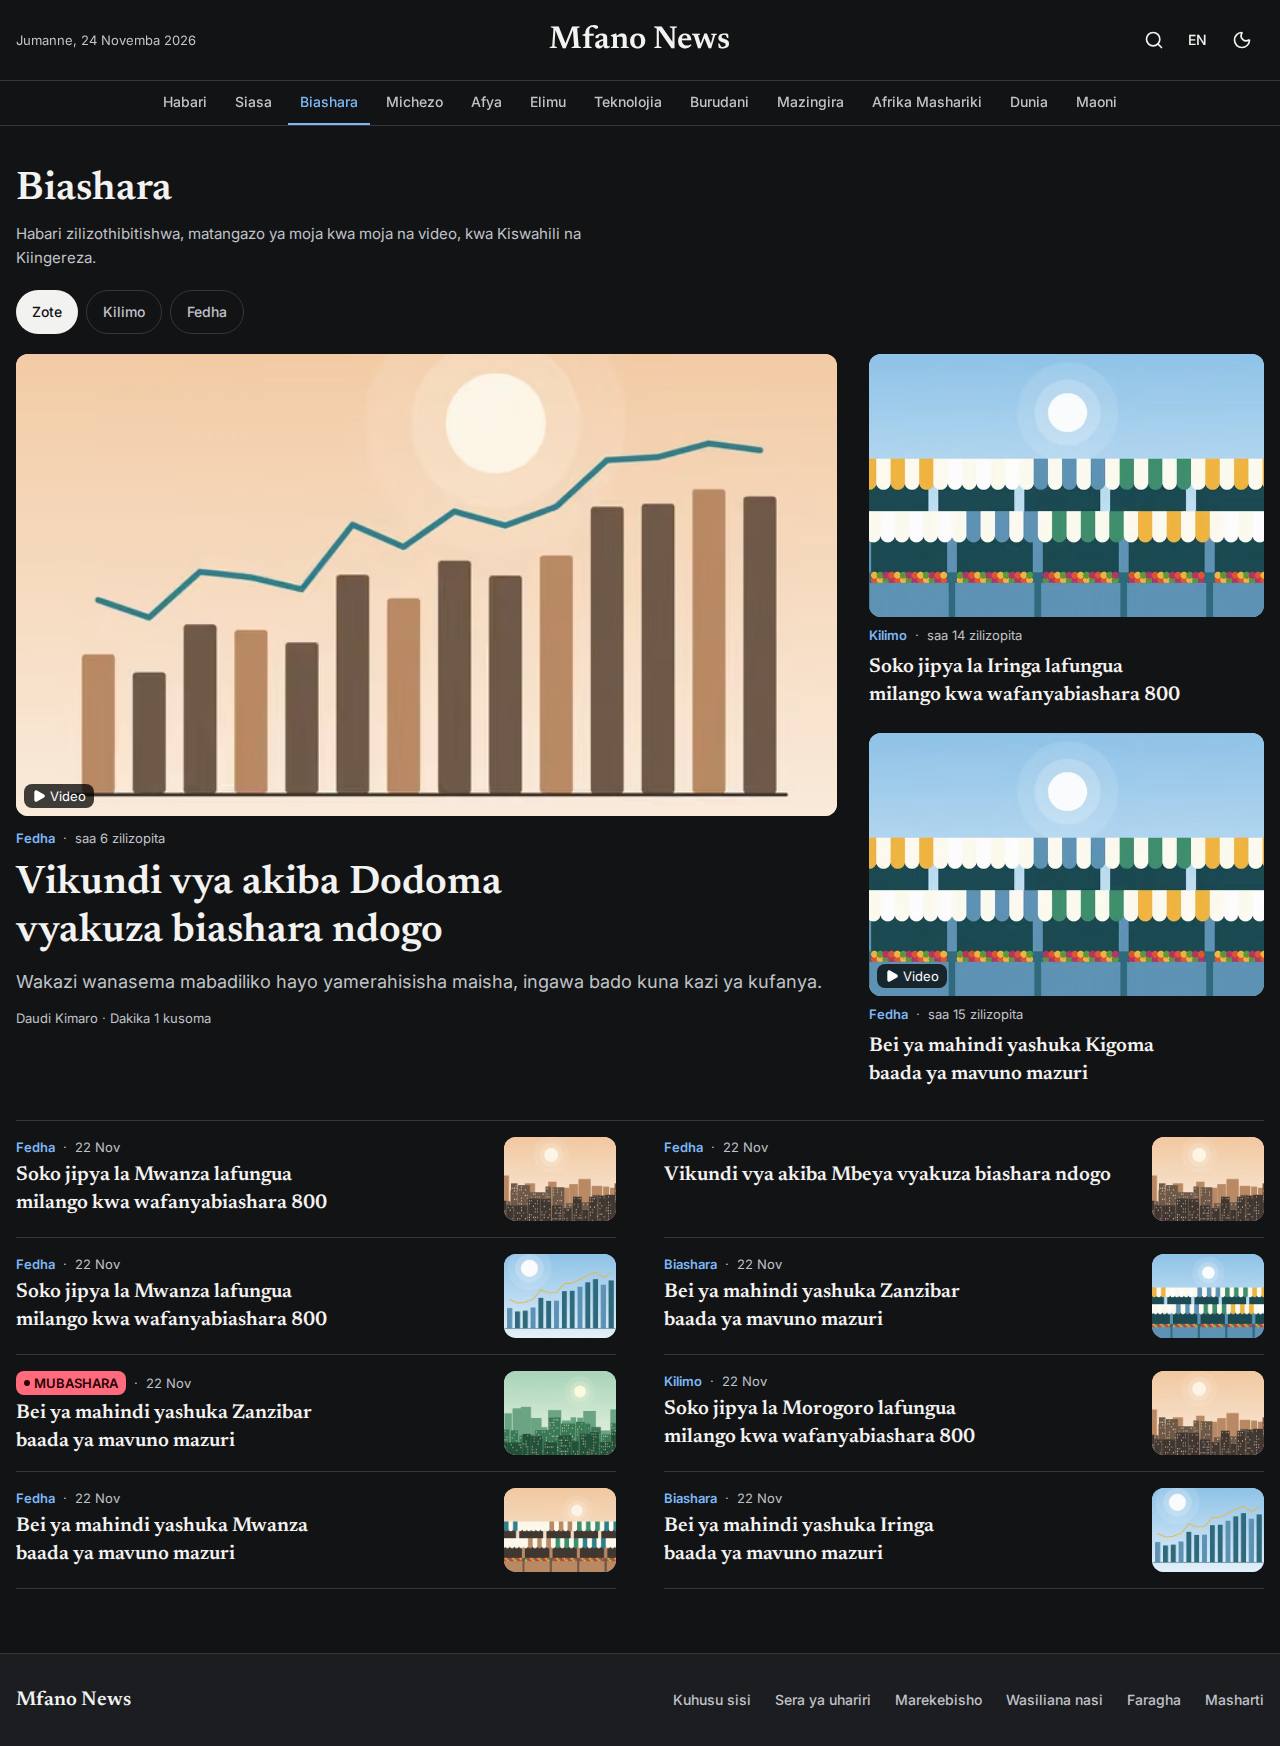 Jumanne, 24 Novemba 2026
Mfano News
EN
Habari
Siasa
Biashara
Michezo
Afya
Elimu
Teknolojia
Burudani
Mazingira
Afrika Mashariki
Dunia
Maoni
Biashara
Habari zilizothibitishwa, matangazo ya moja kwa moja na video, kwa Kiswahili na
Kiingereza.
Zote
Kilimo
Fedha
Video
Fedha · saa 6 zilizopita
Vikundi vya akiba Dodoma
vyakuza biashara ndogo
Wakazi wanasema mabadiliko hayo yamerahisisha maisha, ingawa bado kuna kazi ya kufanya.
Daudi Kimaro · Dakika 1 kusoma
Kilimo · saa 14 zilizopita
Soko jipya la Iringa lafungua
milango kwa wafanyabiashara 800
Video
Fedha · saa 15 zilizopita
Bei ya mahindi yashuka Kigoma
baada ya mavuno mazuri
Fedha · 22 Nov
Soko jipya la Mwanza lafungua
milango kwa wafanyabiashara 800
Fedha · 22 Nov
Vikundi vya akiba Mbeya vyakuza biashara ndogo
Fedha · 22 Nov
Soko jipya la Mwanza lafungua
milango kwa wafanyabiashara 800
Biashara · 22 Nov
Bei ya mahindi yashuka Zanzibar
baada ya mavuno mazuri
MUBASHARA · 22 Nov
Bei ya mahindi yashuka Zanzibar
baada ya mavuno mazuri
Kilimo · 22 Nov
Soko jipya la Morogoro lafungua
milango kwa wafanyabiashara 800
Fedha · 22 Nov
Bei ya mahindi yashuka Mwanza
baada ya mavuno mazuri
Biashara · 22 Nov
Bei ya mahindi yashuka Iringa
baada ya mavuno mazuri
Mfano News
Kuhusu sisi
Sera ya uhariri
Marekebisho
Wasiliana nasi
Faragha
Masharti